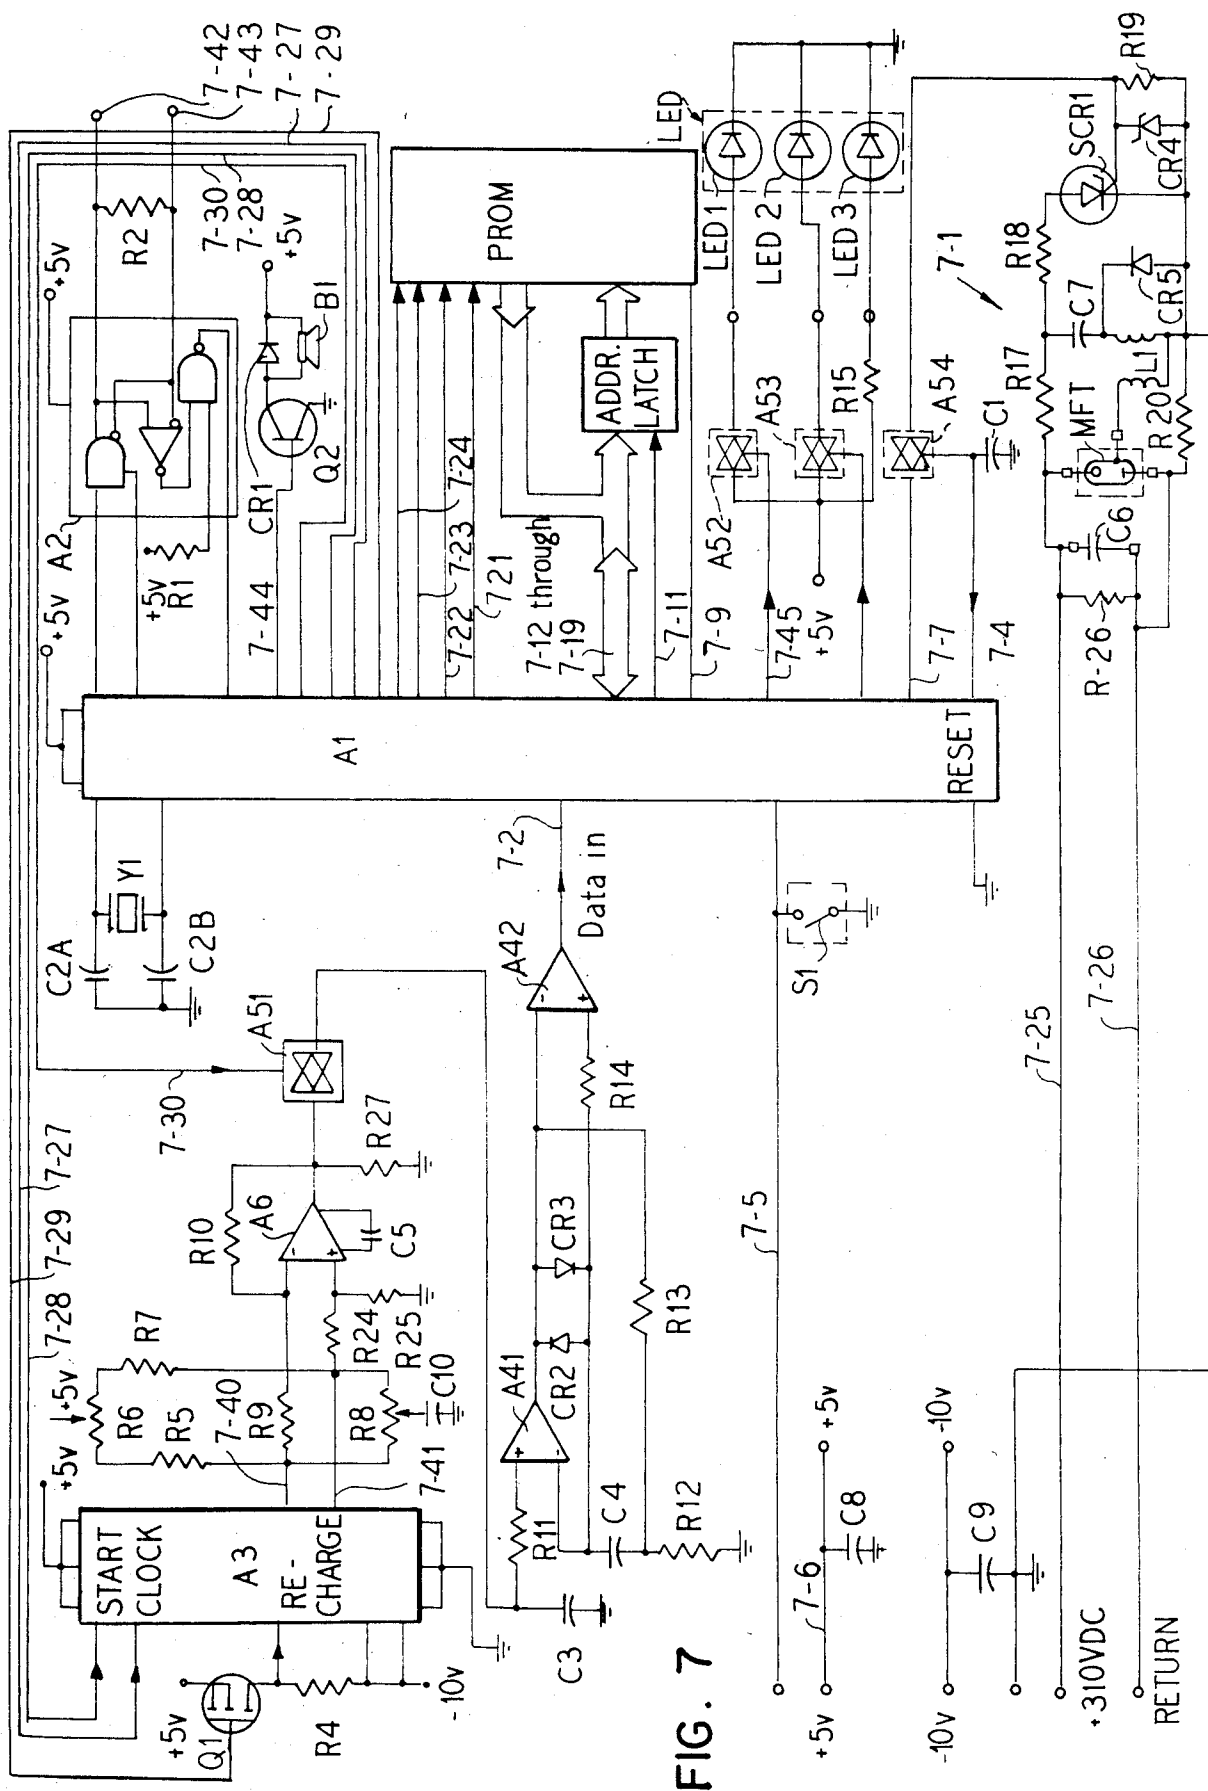 7-42
7-43
7-27
7-29
7-30
7-28
+5v
+5v
R2
A2
+5v
R1
CR1
+5v
B1
Q2
7-44
PROM
ADDR.
LATCH
7-24
7-23
7-22
721
7-12 through
7-19
7-11
7-9
LED
LED1
LED 2
LED 3
A52
A53
R15
7-45
+5v
A54
7-7
7-4
C1
7-1
R19
SCR1
CR4
R18
CR5
C7
L1
R17
MFT
R20
C6
R-26
A1
RESET
C2A
Y1
C2B
A51
7-30
7-2
Data in
A42
R14
S1
7-5
7-25
7-26
7-27
7-29
7-28
R10
A6
C5
R27
R7
+5v
R6
+5v
R5
7-40
R9
R24
R25
R8
C10
7-41
START
CLOCK
A3
RE-
CHARGE
+5v
Q1
R4
-10v
A41
CR2
CR3
R13
R11
C4
R12
C3
FIG. 7
7-6
+5v
C8
+5v
-10v
-10v
C9
+310VDC
RETURN